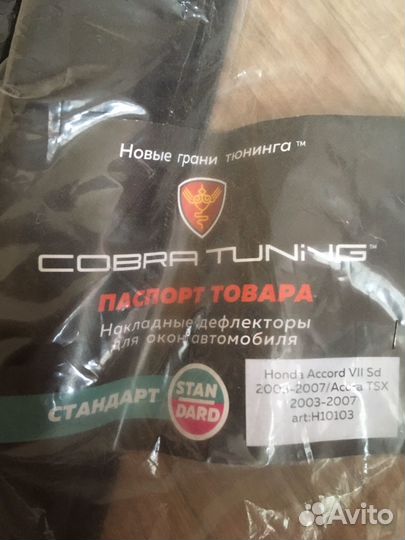 Новые грани тюнинга™
COBRA TUNING™
ПАСПОРТ ТОВАРА
Накладные дефлекторы
для окон автомобиля
СТАНДАРТ
STAN
DARD
Honda Accord VII Sd
2003-2007/Acura TSX
2003-2007
art:H10103
Avito